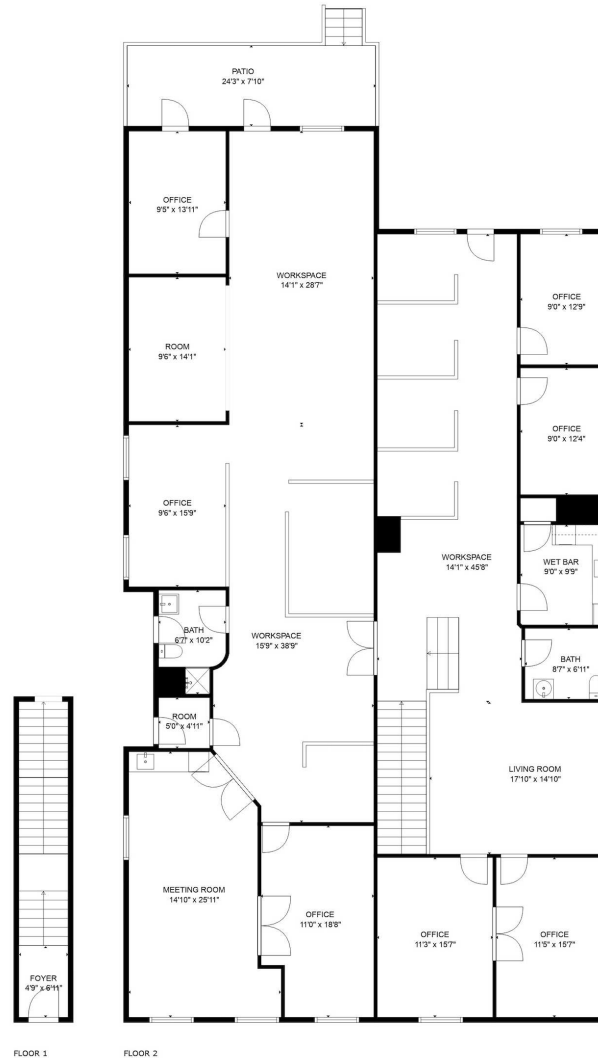 PATIO
24'3" x 7'10"
OFFICE
9'5" x 13'11"
WORKSPACE
14'1" x 28'7"
OFFICE
9'0" x 12'9"
ROOM
9'6" x 14'1"
OFFICE
9'0" x 12'4"
OFFICE
9'6" x 15'9"
WORKSPACE
14'1" x 45'8"
WET BAR
9'0" x 9'9"
BATH
6'7" x 10'2"
WORKSPACE
15'9" x 38'9"
BATH
8'7" x 6'11"
ROOM
5'0" x 4'11"
LIVING ROOM
17'10" x 14'10"
MEETING ROOM
14'10" x 25'11"
OFFICE
11'0" x 18'8"
OFFICE
11'3" x 15'7"
OFFICE
11'5" x 15'7"
FOYER
4'9" x 6'11"
FLOOR 1
FLOOR 2